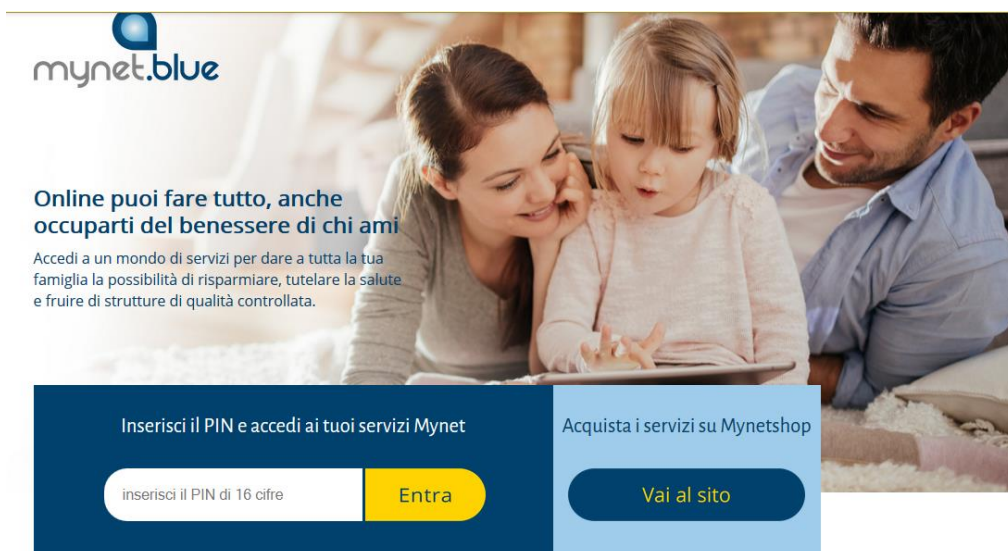 mynet.blue
Online puoi fare tutto, anche
occuparti del benessere di chi ami
Accedi a un mondo di servizi per dare a tutta la tua
famiglia la possibilità di risparmiare, tutelare la salute
e fruire di strutture di qualità controllata.
Inserisci il PIN e accedi ai tuoi servizi Mynet
inserisci il PIN di 16 cifre
Entra
Acquista i servizi su Mynetshop
Vai al sito